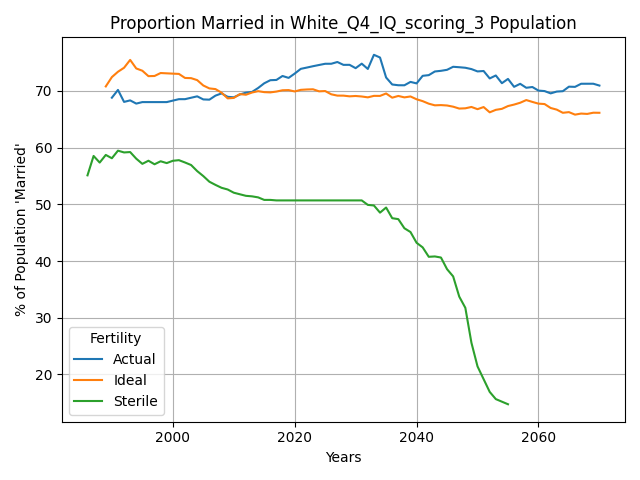 Proportion Married in White_Q4_IQ_scoring_3 Population
% of Population 'Married'
70
60
50
40
30
20
Fertility
Actual
Ideal
Sterile
2000 2020 2040 2060
Years